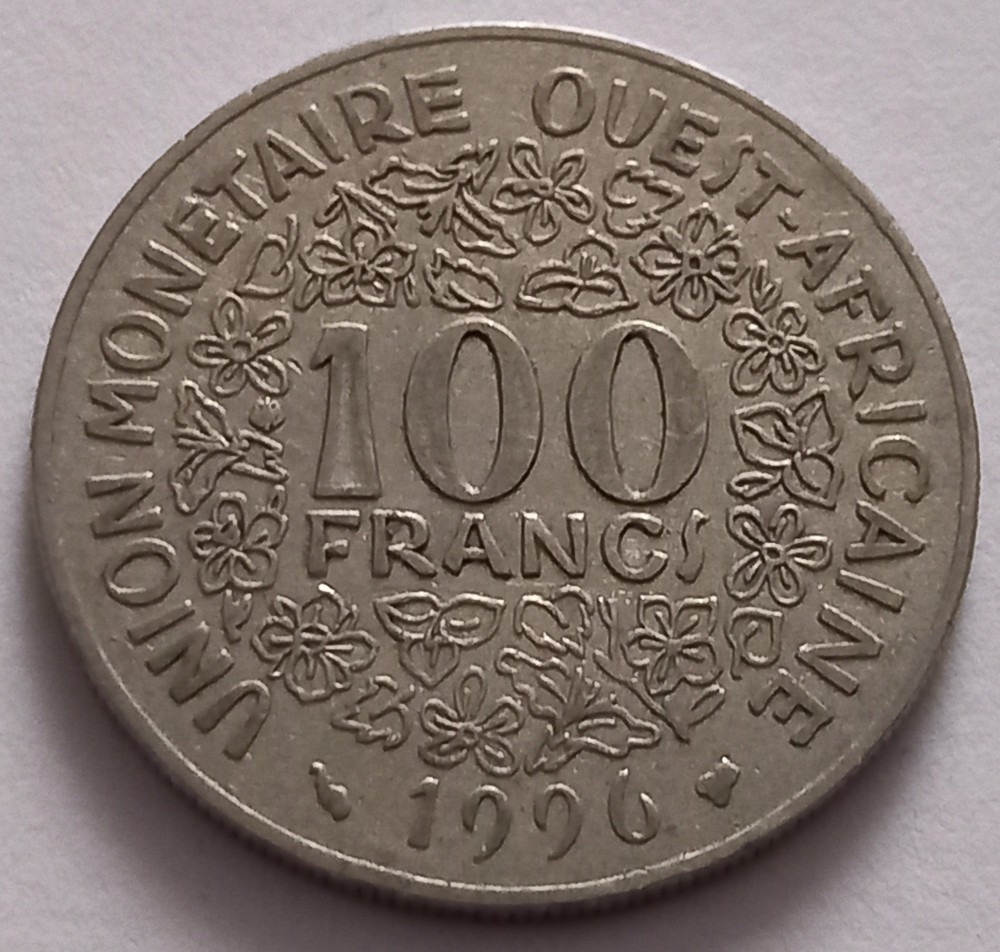 UNION MONETAIRE OUEST-AFRICAINE
100
FRANCS
1996